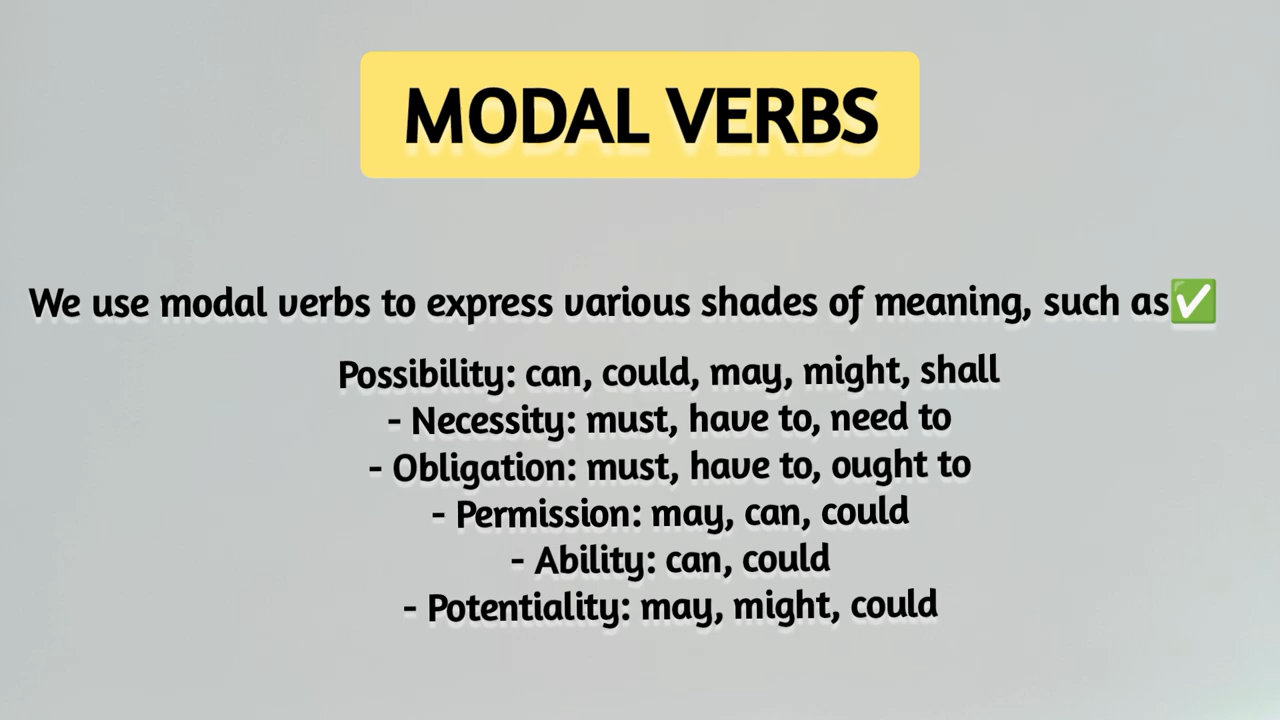 MODAL VERBS
We use modal verbs to express various shades of meaning, such as✅
Possibility: can, could, may, might, shall
- Necessity: must, have to, need to
- Obligation: must, have to, ought to
- Permission: may, can, could
- Ability: can, could
- Potentiality: may, might, could